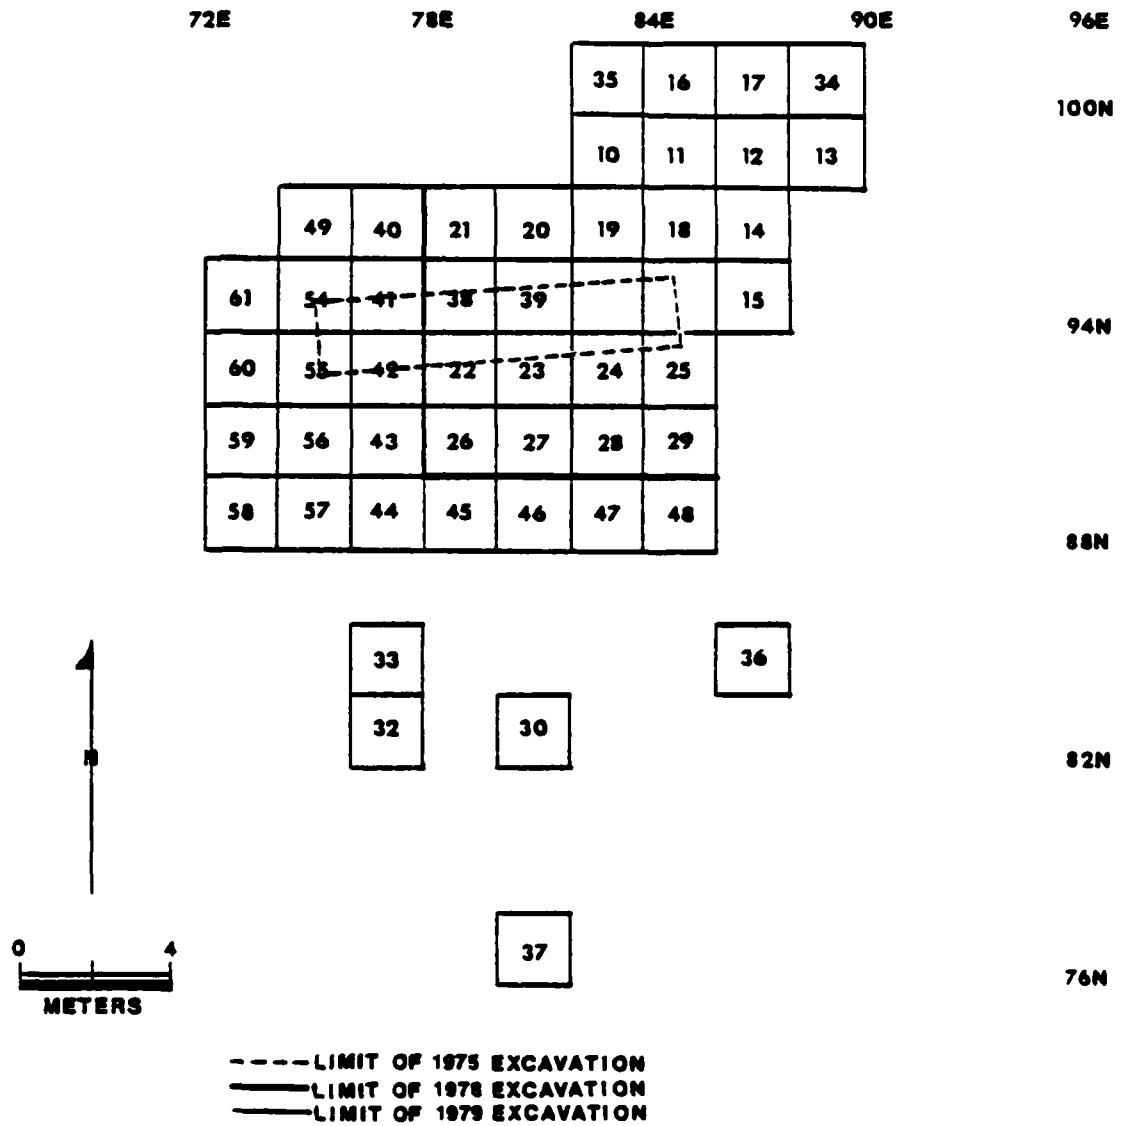 72E 78E 84E 90E 96E
35 16 17 34
100N
10 11 12 13
49 40 21 20 19 18 14
61 54 41 38 39 15
94N
60 55 42 22 23 24 25
59 56 43 26 27 28 29
58 57 44 45 46 47 48
88N
33 36
32 30
N 82N
0 4
37
76N
METERS
LIMIT OF 1975 EXCAVATION
LIMIT OF 1978 EXCAVATION
LIMIT OF 1979 EXCAVATION